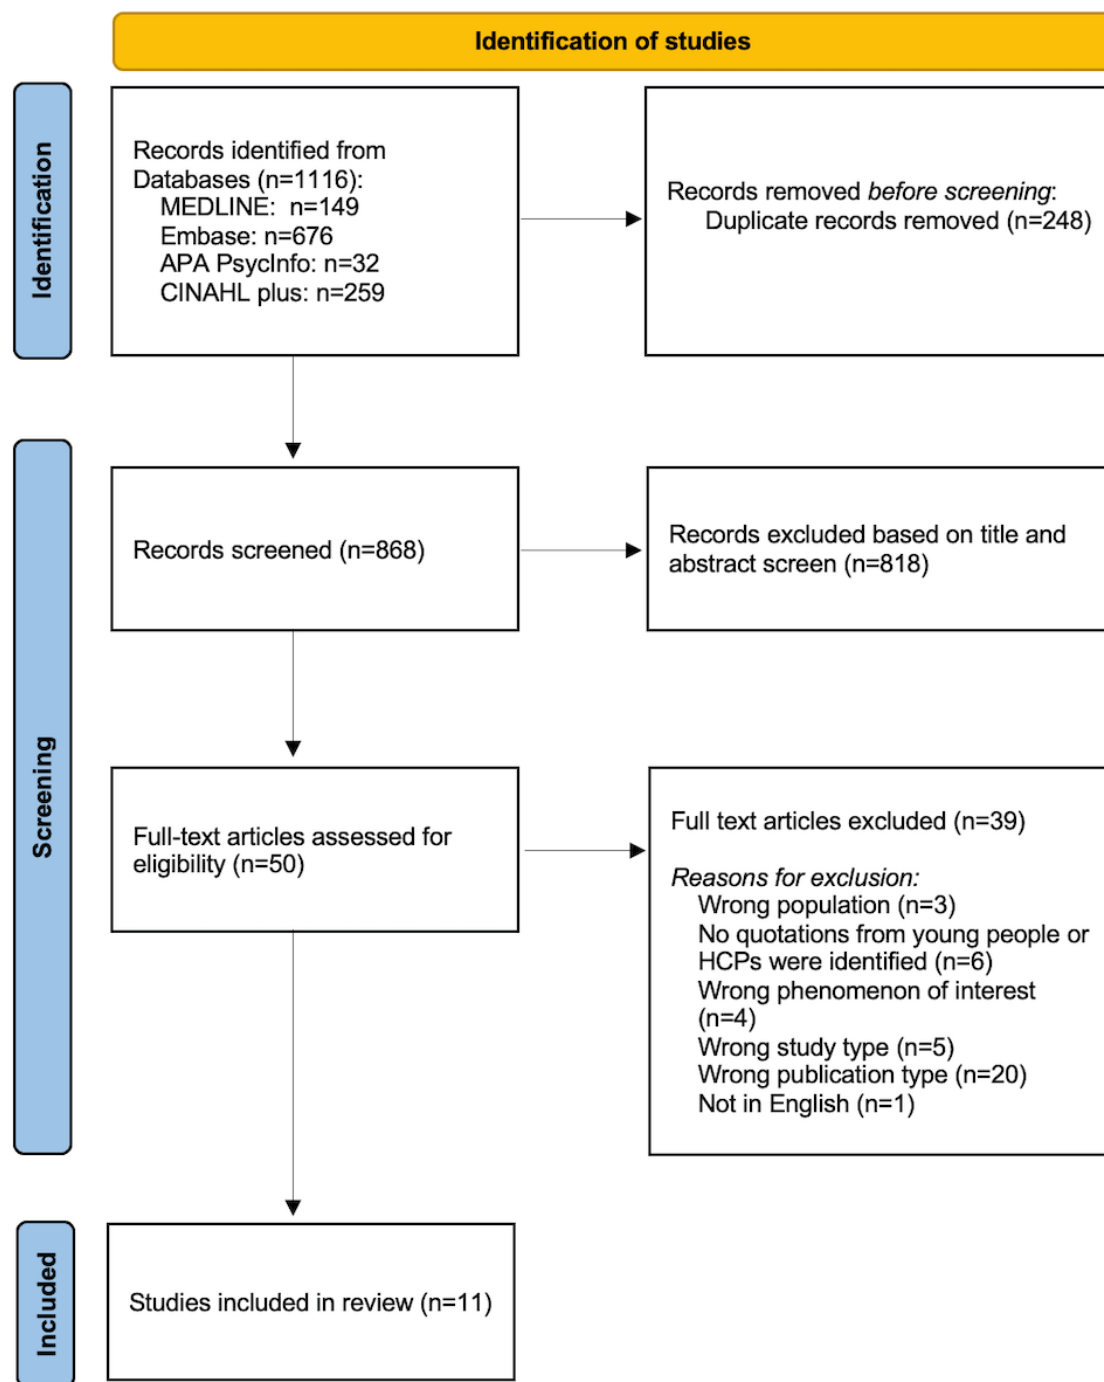 Identification of studies
Identification
Records identified from
Databases (n=1116):
MEDLINE:  n=149
Embase: n=676
APA PsycInfo: n=32
CINAHL plus: n=259
Records removed before screening:
Duplicate records removed (n=248)
Screening
Records screened (n=868)
Records excluded based on title and
abstract screen (n=818)
Full-text articles assessed for
eligibility (n=50)
Full text articles excluded (n=39)
Reasons for exclusion:
Wrong population (n=3)
No quotations from young people or
HCPs were identified (n=6)
Wrong phenomenon of interest
(n=4)
Wrong study type (n=5)
Wrong publication type (n=20)
Not in English (n=1)
Included
Studies included in review (n=11)